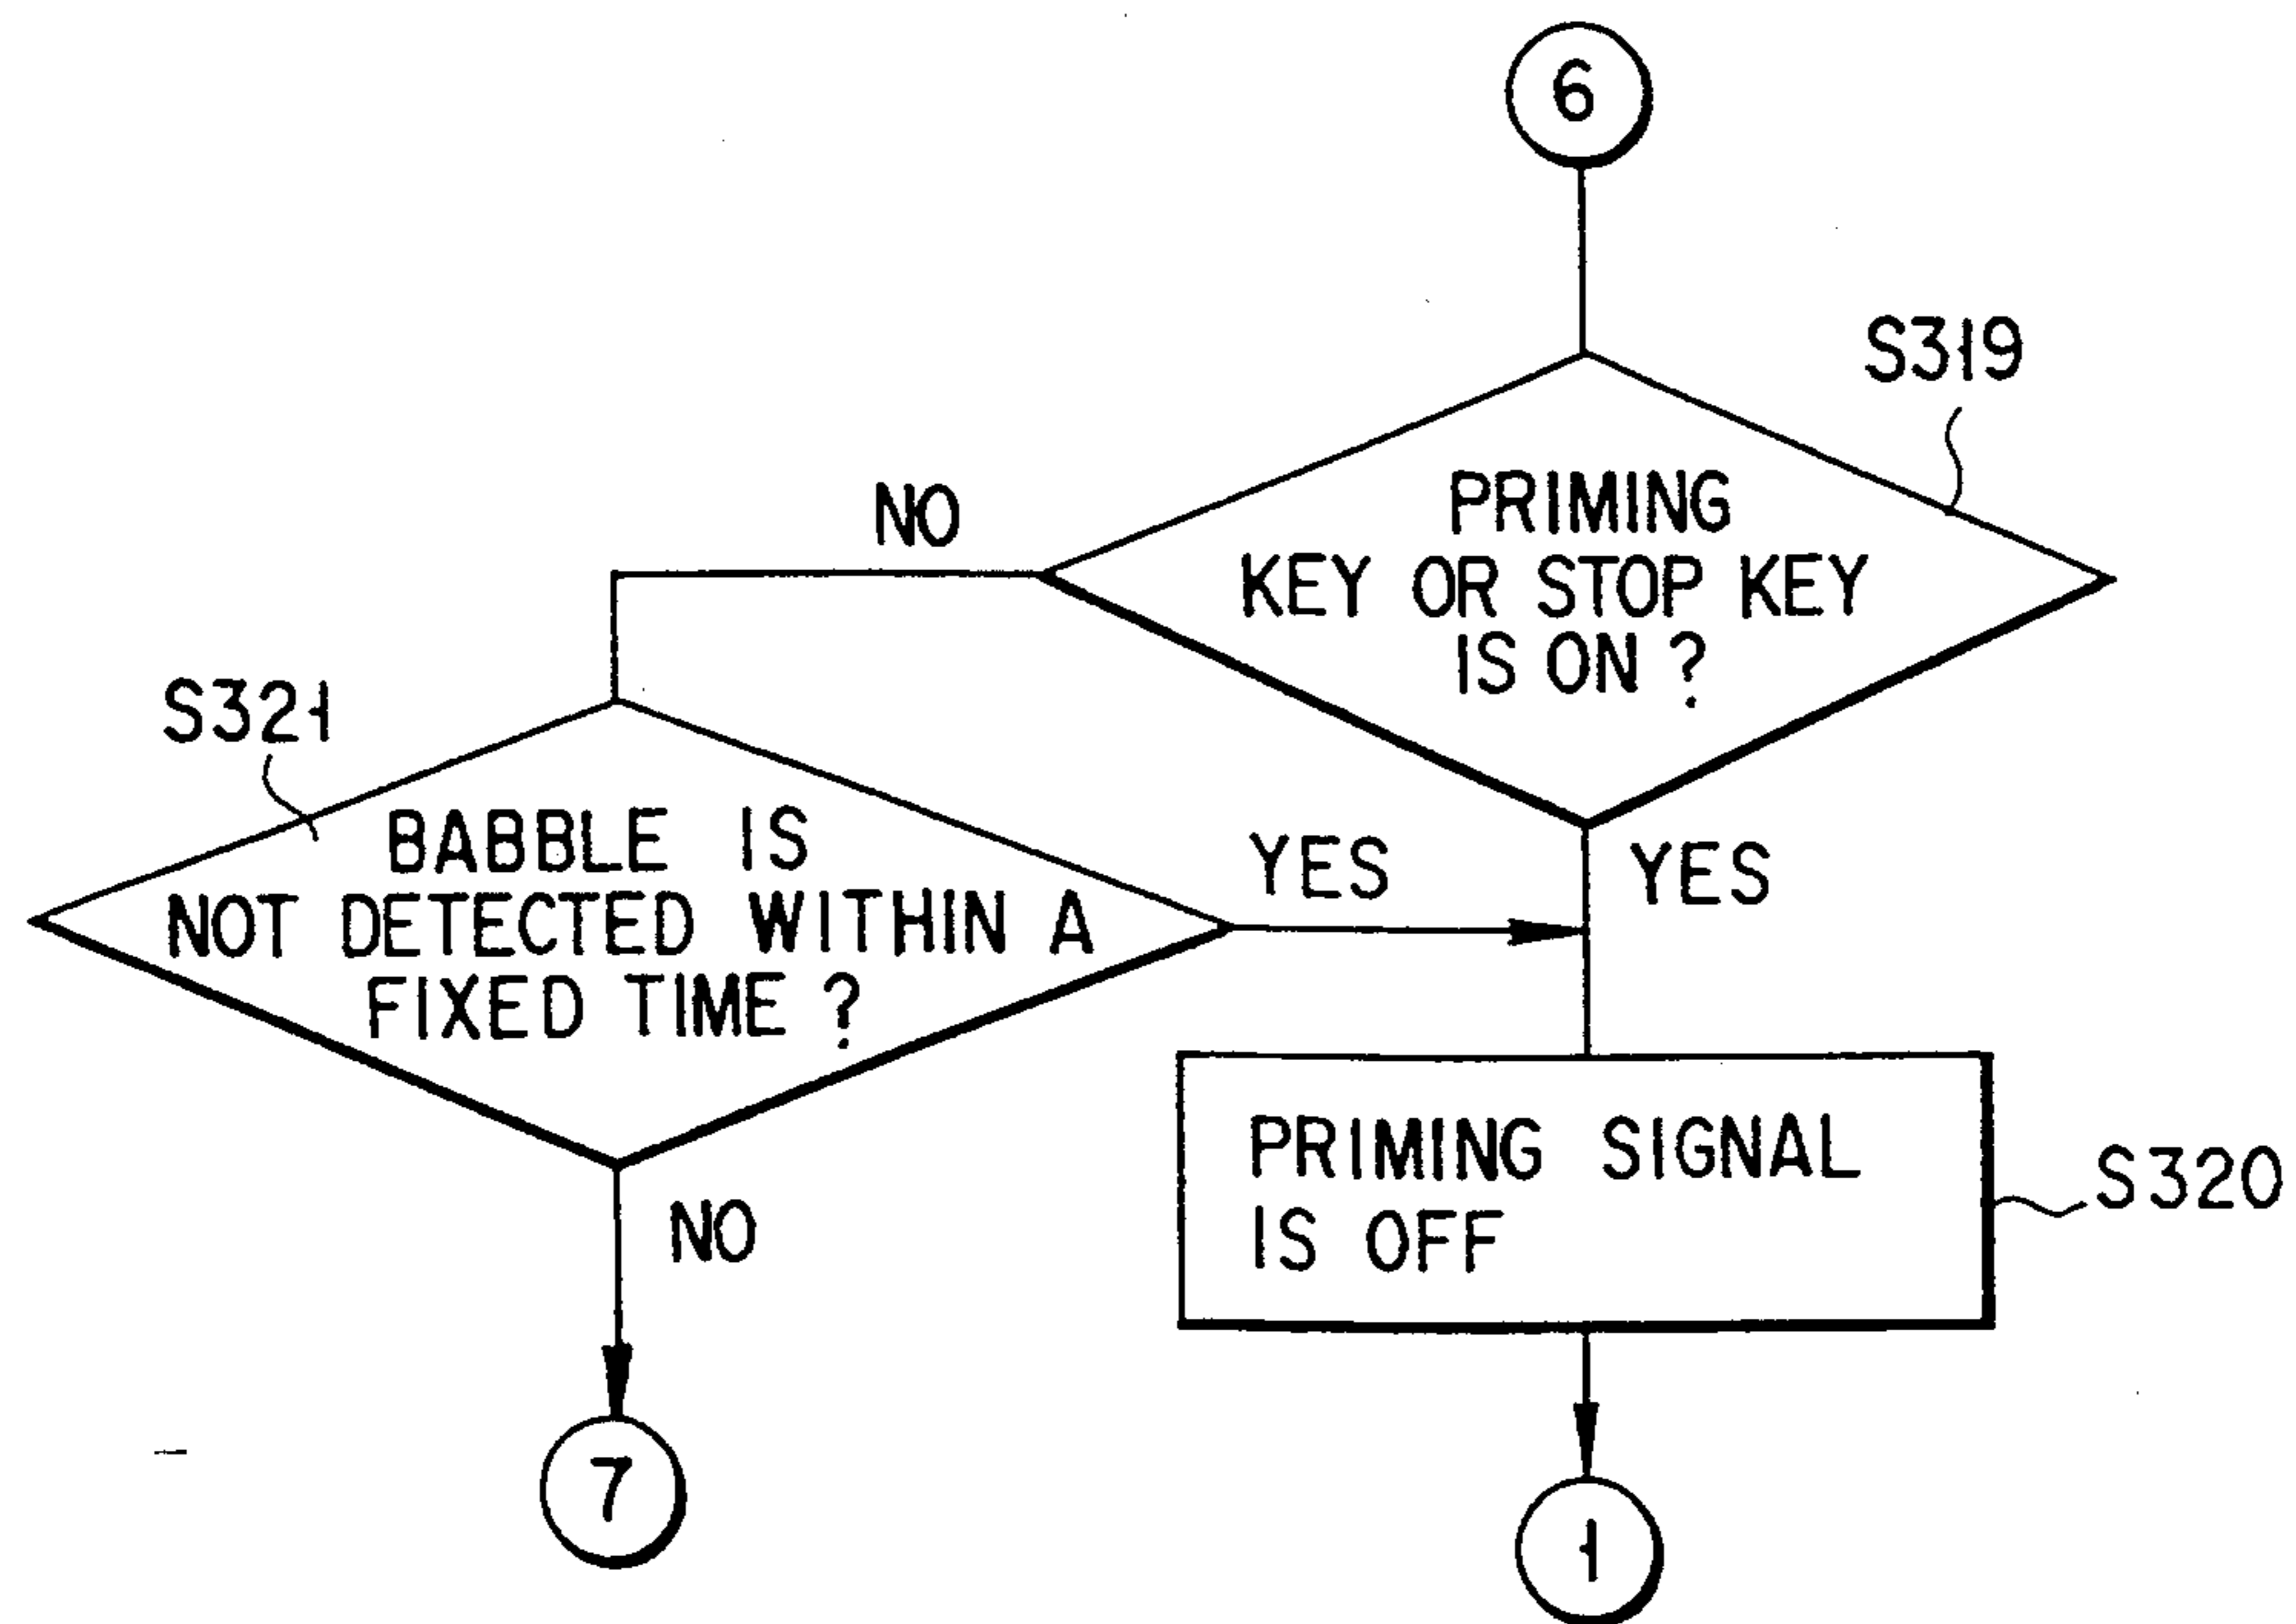 6
S319
NO
PRIMING
KEY OR STOP KEY
IS ON ?
S321
BABBLE IS
NOT DETECTED WITHIN A
FIXED TIME ?
YES
YES
PRIMING SIGNAL
IS OFF
S320
NO
7
1